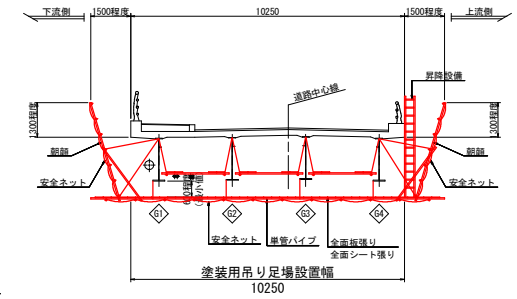 下流側
1500程度
10250
1500程度
上流側
昇降設備
道路中心線
1300程度
1300程度
朝顔
朝顔
安全ネット
安全ネット
G1
G2
G3
G4
安全ネット
単管パイプ
全面板張り
全面シート張り
塗装用吊り足場設置幅
10250